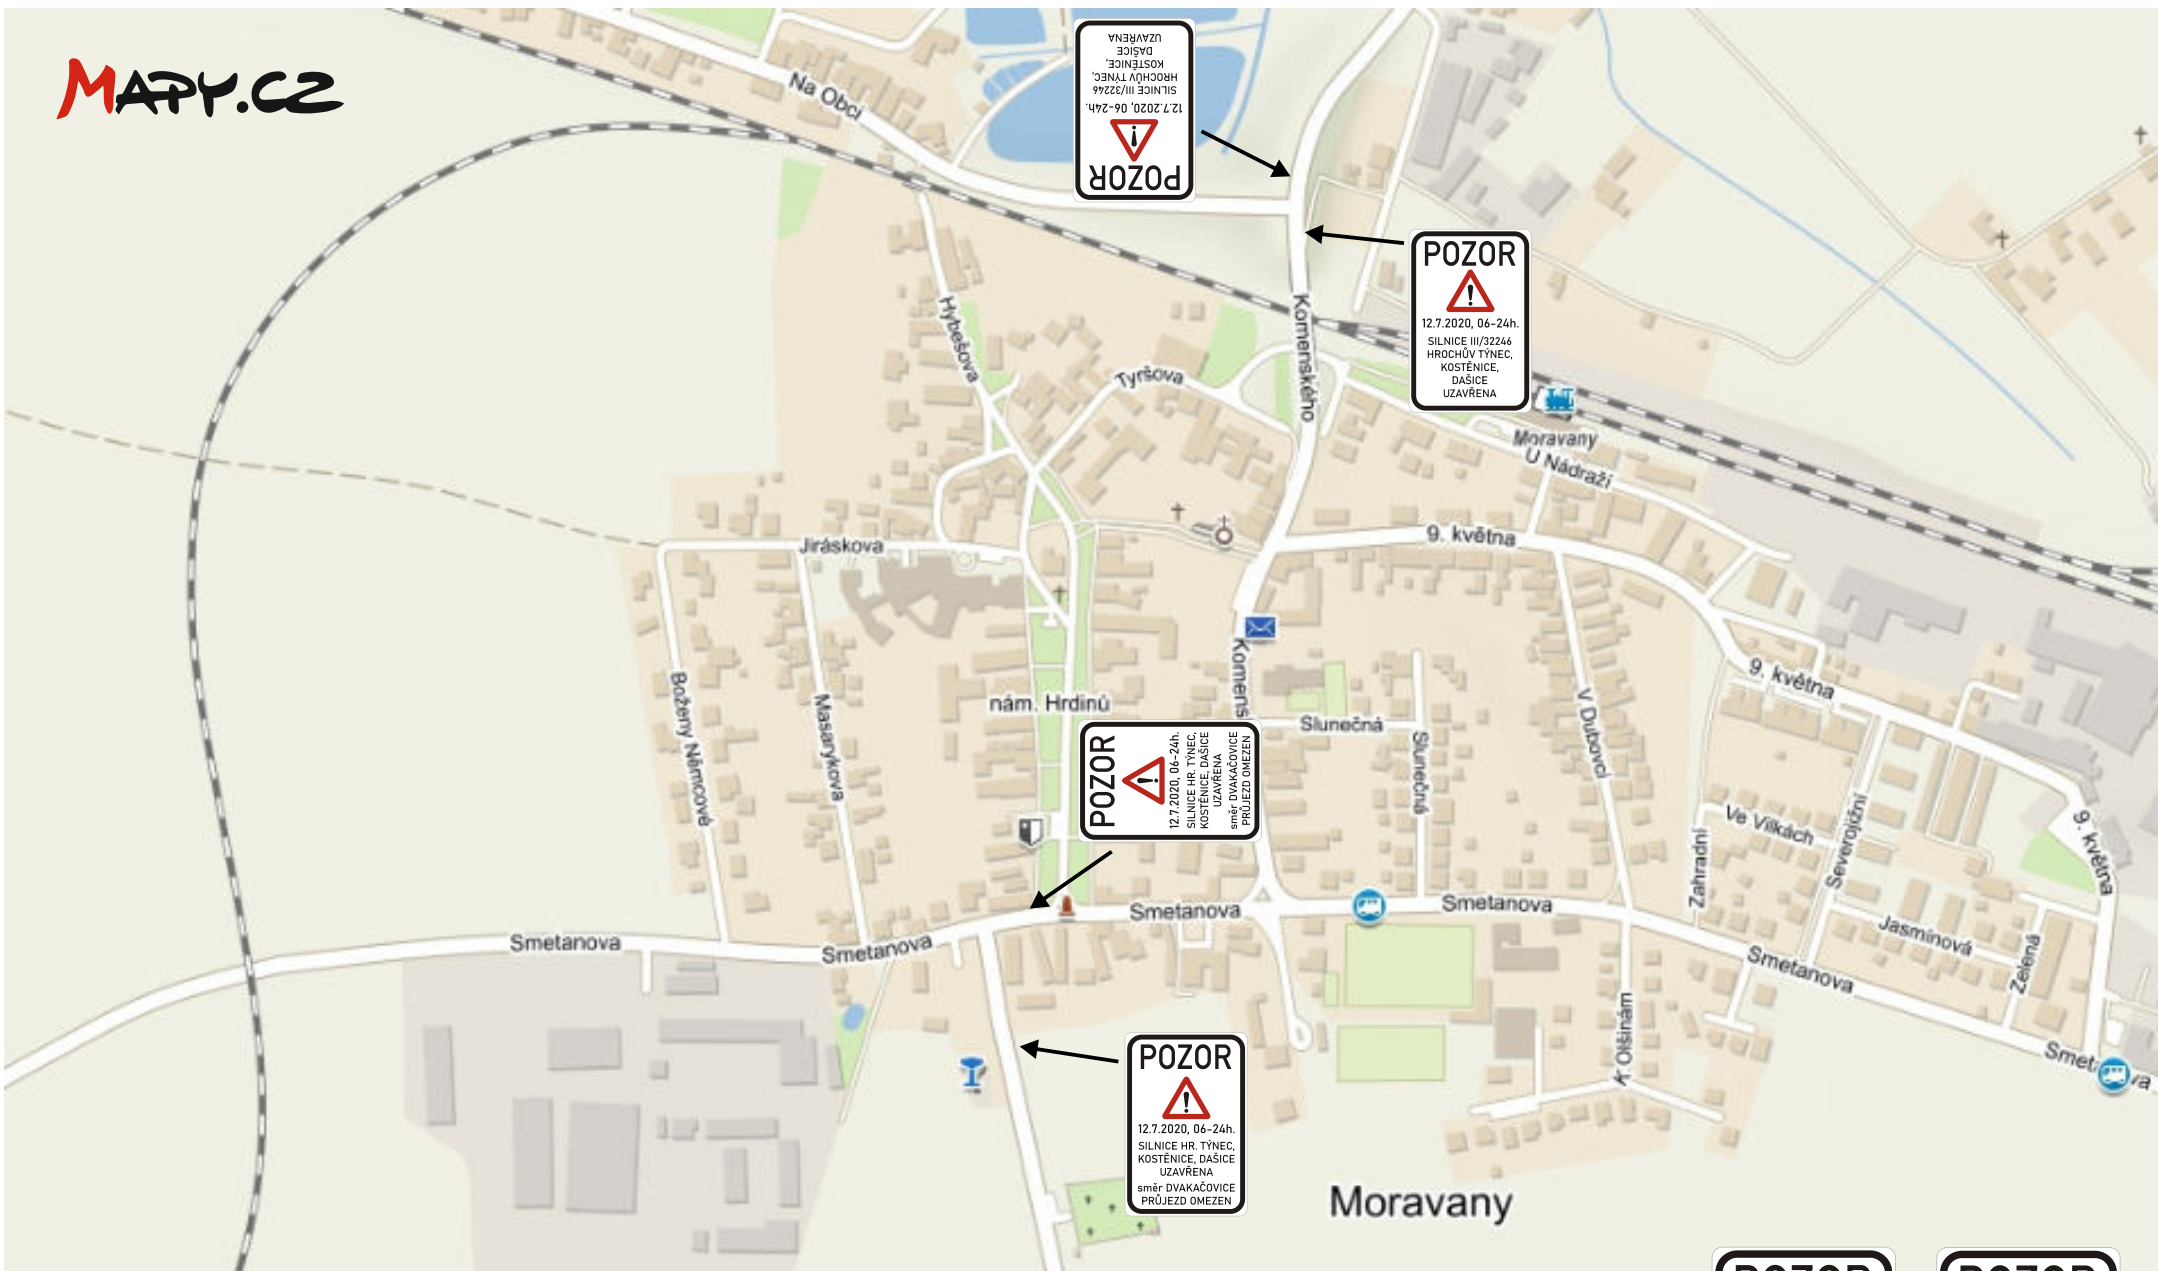 MAPY.CZ
Na Obci
UZAVŘENA
DAŠICE
KOSTĚNICE,
HROCHŮV TÝNEC,
SILNICE III/32246
12.7.2020, 06-24h.
POZOR
POZOR
12.7.2020, 06-24h.
SILNICE III/32246
HROCHŮV TÝNEC,
KOSTĚNICE,
DAŠICE
UZAVŘENA
Komenského
Hybešova
Tyršova
Moravany
U Nádraží
9. května
Jiráskova
Boženy Němcové
Masarykova
nám. Hrdinů
Komens
Slunečná
Slunečná
V Dubovci
9. května
9. května
Ve Vilkách
Severojižní
Zahradní
Jasmínová
Zelená
POZOR
12.7.2020, 06-24h.
SILNICE HR. TÝNEC,
KOSTĚNICE, DAŠICE
UZAVŘENA
směr DVAKAČOVICE
PRŮJEZD OMEZEN
Smetanova
Smetanova
Smetanova
Smetanova
Smetanova
Smet va
K Olšinám
POZOR
12.7.2020, 06-24h.
SILNICE HR. TÝNEC,
KOSTĚNICE, DAŠICE
UZAVŘENA
směr DVAKAČOVICE
PRŮJEZD OMEZEN
Moravany
POZOR
POZOR